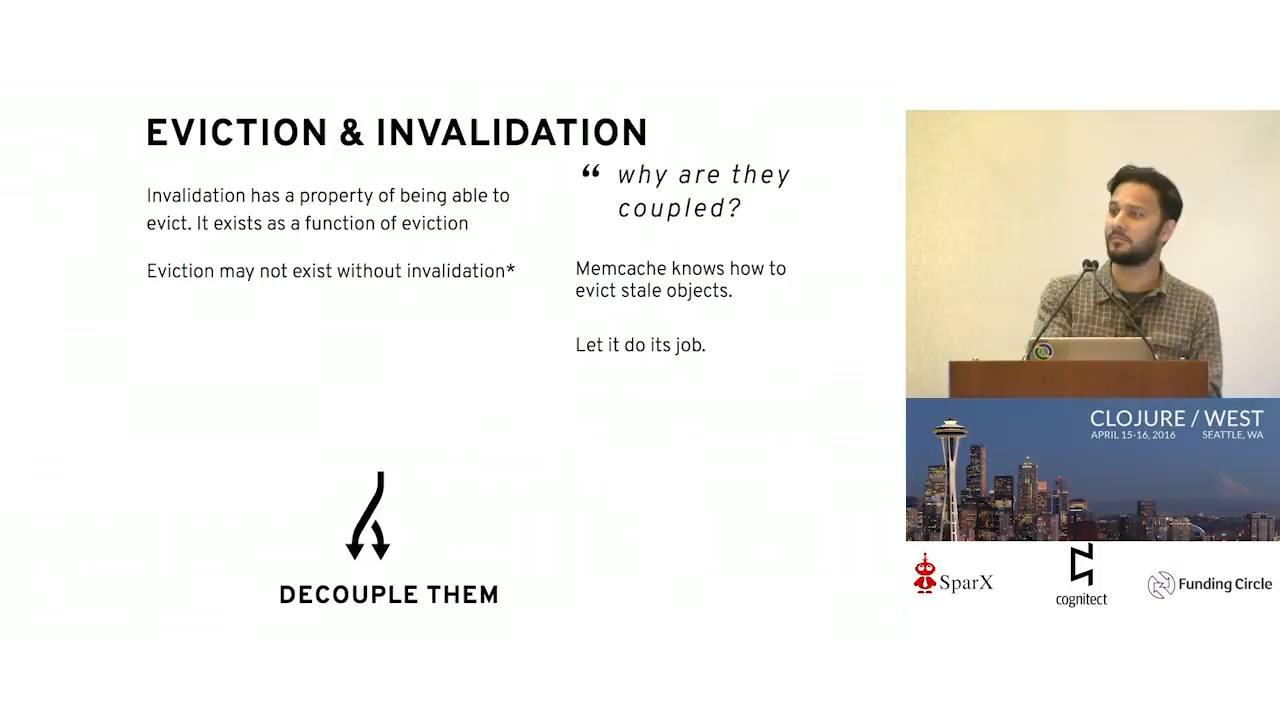 EVICTION & INVALIDATION
Invalidation has a property of being able to
evict. It exists as a function of eviction
Eviction may not exist without invalidation*
“ why are they
coupled?
Memcache knows how to
evict stale objects.
Let it do its job.
DECOUPLE THEM
CLOJURE / WEST
APRIL 15-16, 2016 SEATTLE, WA
SparX
cognitect
Funding Circle